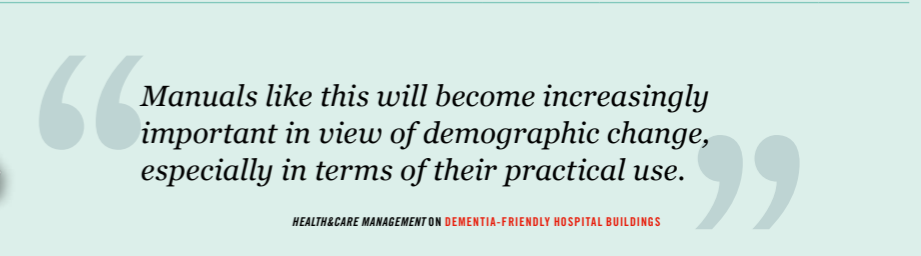 Manuals like this will become increasingly
important in view of demographic change,
especially in terms of their practical use.
HEALTH&CARE MANAGEMENT ON DEMENTIA-FRIENDLY HOSPITAL BUILDINGS